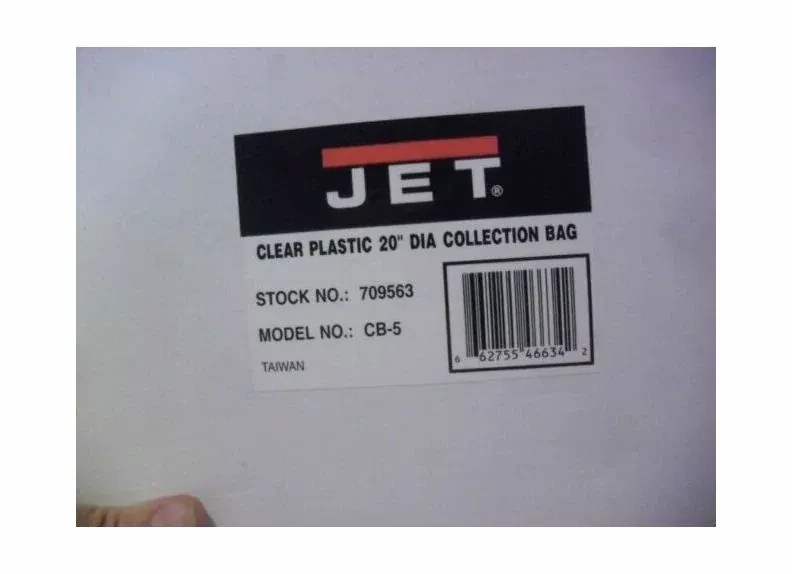 JET®
CLEAR PLASTIC 20" DIA COLLECTION BAG
STOCK NO.: 709563
MODEL NO.: CB-5
TAIWAN
6 62755 46634 2